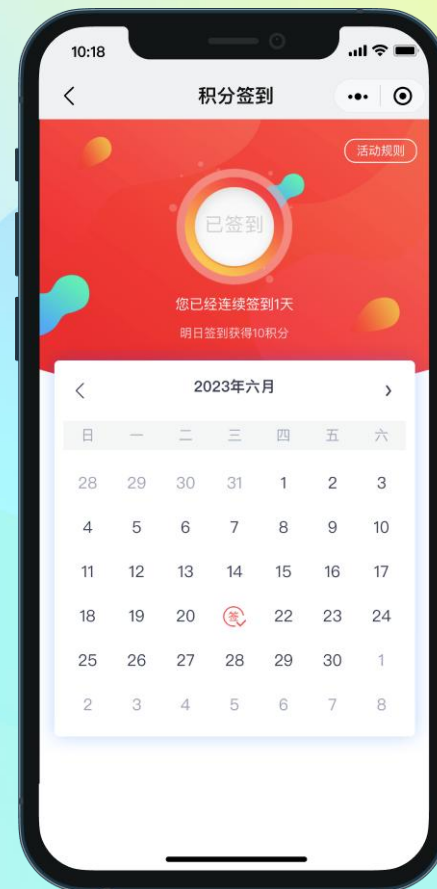 10:18
积分签到
活动规则
已签到
您已经连续签到1天
明日签到获得10积分
2023年六月
日 一 二 三 四 五 六
28 29 30 31 1 2 3
4 5 6 7 8 9 10
11 12 13 14 15 16 17
18 19 20 签 22 23 24
25 26 27 28 29 30 1
2 3 4 5 6 7 8